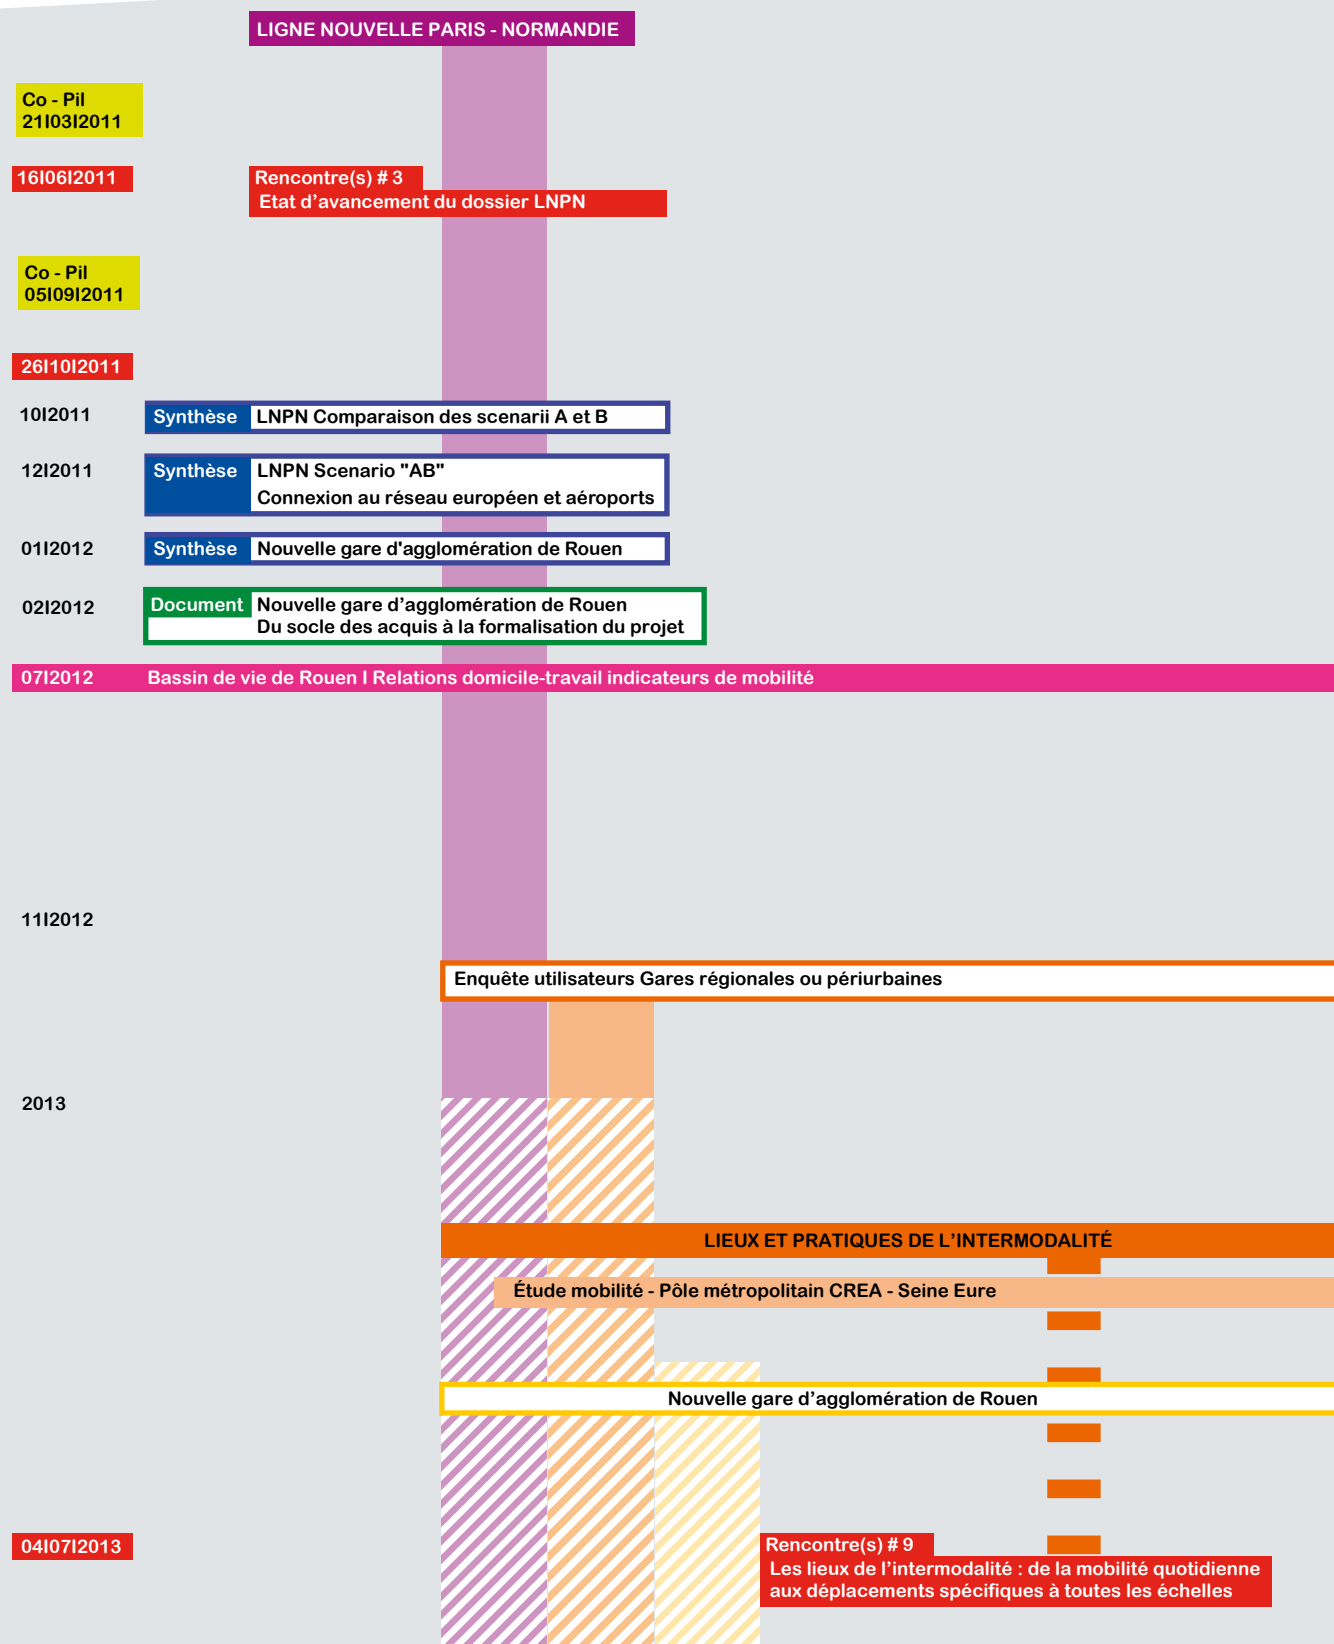 LIGNE NOUVELLE PARIS - NORMANDIE
Co - Pil
21I03I2011
16I06I2011
Rencontre(s) # 3
Etat d’avancement du dossier LNPN
Co - Pil
05I09I2011
26I10I2011
10I2011
Synthèse
LNPN Comparaison des scenarii A et B
12I2011
Synthèse
LNPN Scenario "AB"
Connexion au réseau européen et aéroports
01I2012
Synthèse
Nouvelle gare d'agglomération de Rouen
02I2012
Document
Nouvelle gare d’agglomération de Rouen
Du socle des acquis à la formalisation du projet
07I2012
Bassin de vie de Rouen I Relations domicile-travail indicateurs de mobilité
11I2012
Enquête utilisateurs Gares régionales ou périurbaines
2013
LIEUX ET PRATIQUES DE L’INTERMODALITÉ
Étude mobilité - Pôle métropolitain CREA - Seine Eure
Nouvelle gare d’agglomération de Rouen
04I07I2013
Rencontre(s) # 9
Les lieux de l’intermodalité : de la mobilité quotidienne
aux déplacements spécifiques à toutes les échelles